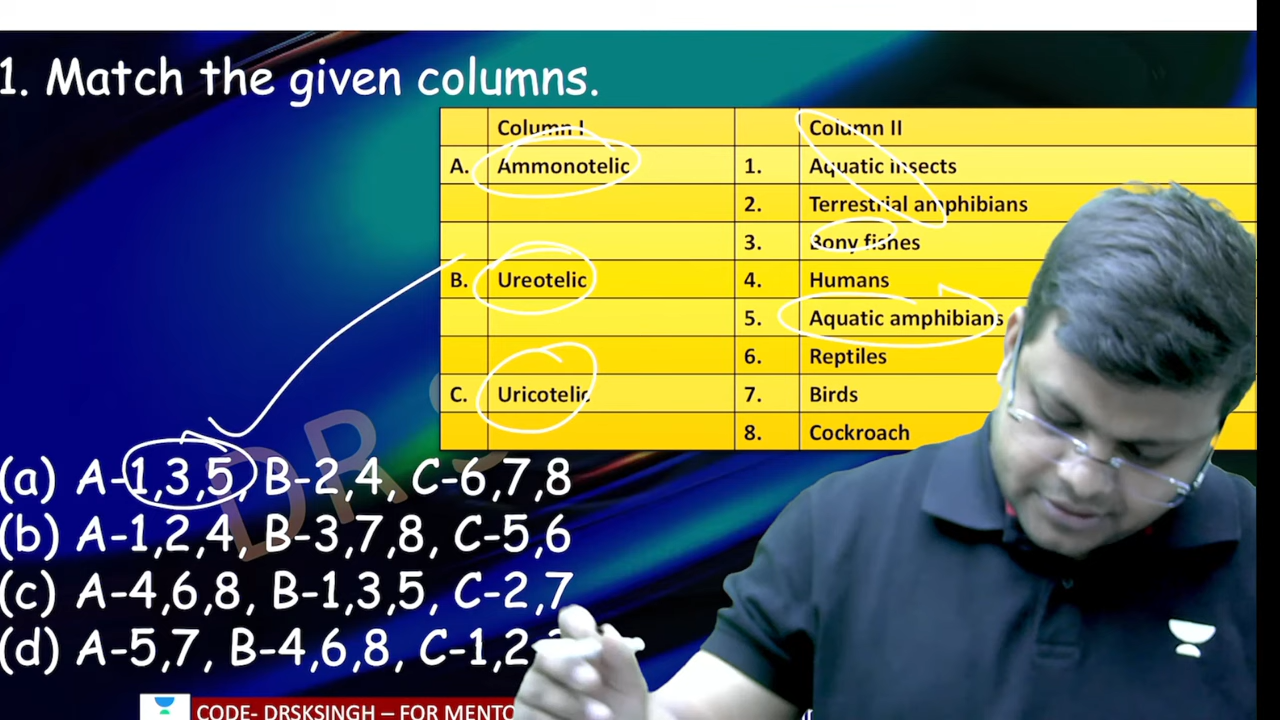 1. Match the given columns.
Column I Column II
A. Ammonotelic 1. Aquatic insects
2. Terrestrial amphibians
3. Bony fishes
B. Ureotelic 4. Humans
5. Aquatic amphibians
6. Reptiles
C. Uricotelic 7. Birds
8. Cockroach
DR S
(a) A-1,3,5, B-2,4 C-6,7,8
(b) A-1,2,4, B-3,7,8, C-5,6
(c) A-4,6,8, B-1,3,5, C-2,7
(d) A-5,7, B-4,6,8, C-1,2
CODE- DRSKSINGH – FOR